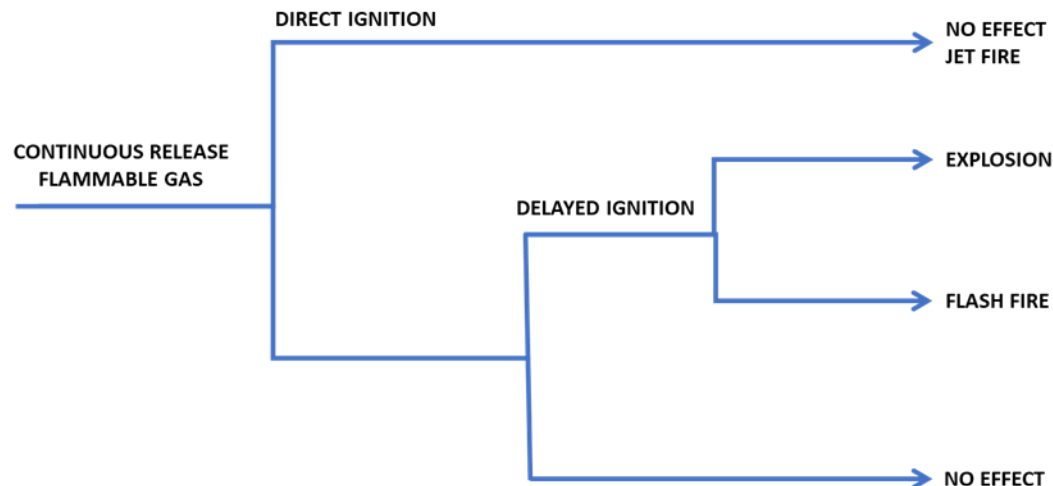 DIRECT IGNITION
NO EFFECT
JET FIRE
CONTINUOUS RELEASE
FLAMMABLE GAS
EXPLOSION
DELAYED IGNITION
FLASH FIRE
NO EFFECT